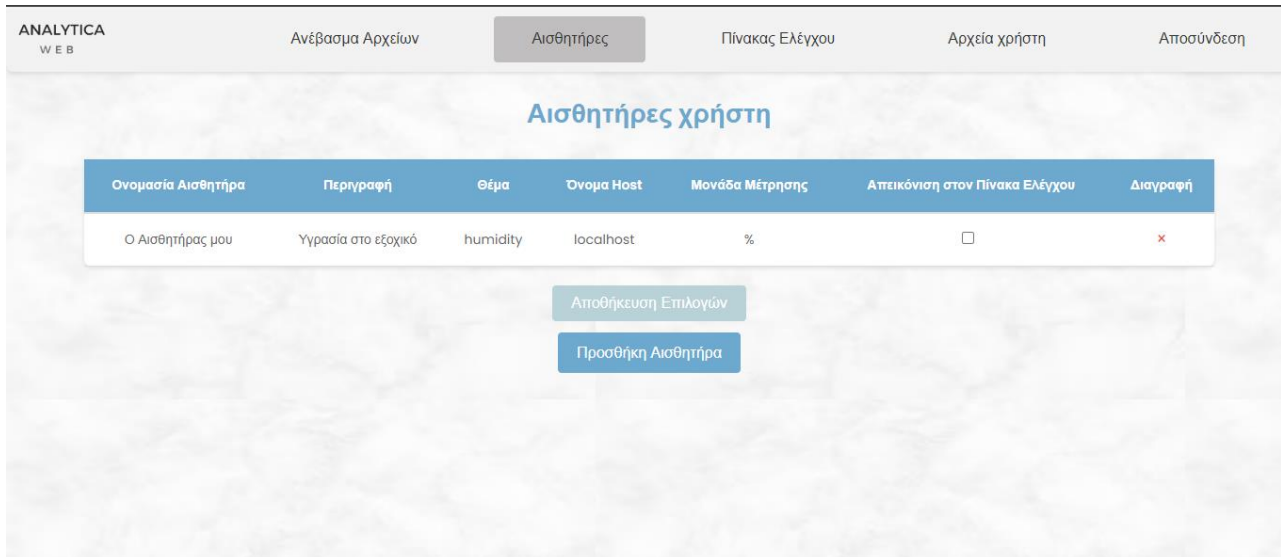 ANALYTICA
WEB
Ανέβασμα Αρχείων Αισθητήρες Πίνακας Ελέγχου Αρχεία χρήστη Αποσύνδεση
Αισθητήρες χρήστη
Ονομασία Αισθητήρα Περιγραφή Θέμα Όνομα Host Μονάδα Μέτρησης Απεικόνιση στον Πίνακα Ελέγχου Διαγραφή
Ο Αισθητήρας μου Υγρασία στο εξοχικό humidity localhost % ×
Αποθήκευση Επιλογών
Προσθήκη Αισθητήρα